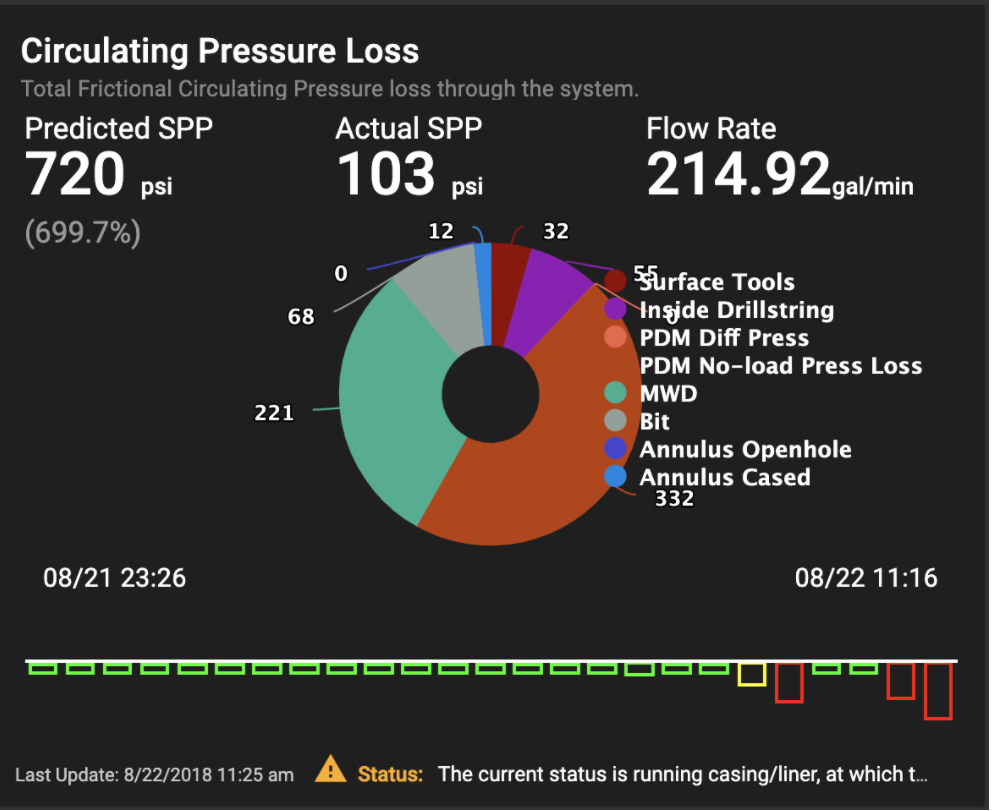 Circulating Pressure Loss
Total Frictional Circulating Pressure loss through the system.
Predicted SPP
Actual SPP
Flow Rate
720 psi
103 psi
214.92gal/min
(699.7%)
12
32
0
55
Surface Tools
Inside Drillstring
68
0
PDM Diff Press
PDM No-load Press Loss
MWD
221
Bit
Annulus Openhole
Annulus Cased
332
08/21 23:26
08/22 11:16
Last Update: 8/22/2018 11:25 am
Status: The current status is running casing/liner, at which t...